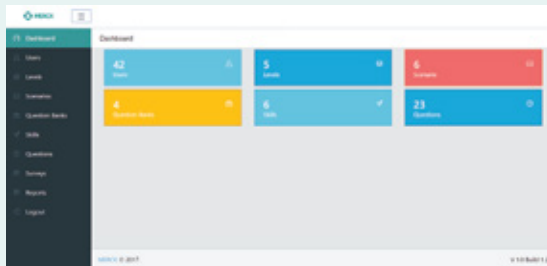 MERCK
Dashboard
Dashboard
Users
Levels
Scenarios
Question Banks
Skills
Questions
Surveys
Reports
Logout
42
Users
5
Levels
6
Scenarios
4
Question Banks
6
Skills
23
Questions
MERCK © 2017